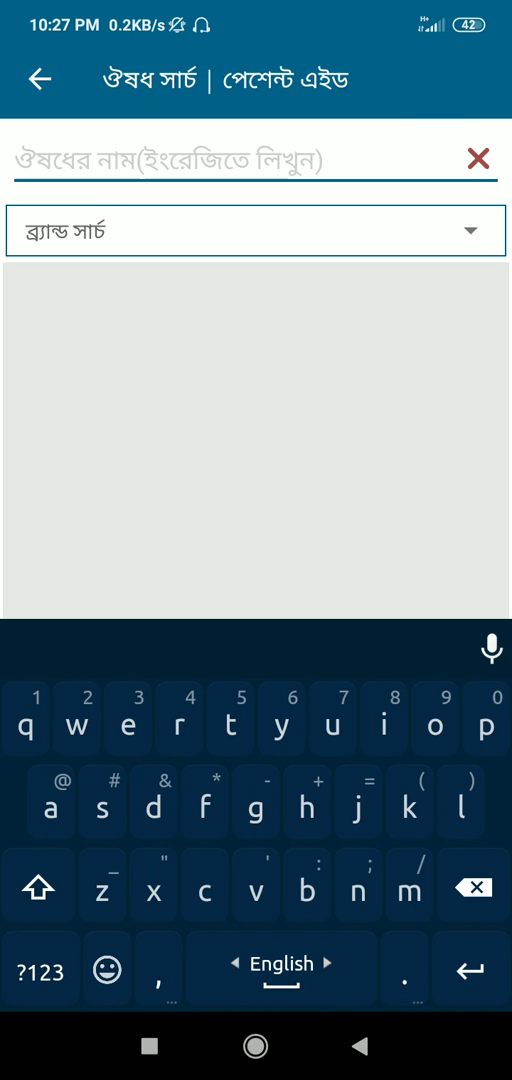 10:27 PM 0.2KB/s H+ 42
ঔষধ সার্চ | পেশেন্ট এইড
ঔষধের নাম(ইংরেজিতে লিখুন)
ব্র্যান্ড সার্চ
1 2 3 4 5 6 7 8 9 0
q w e r t y u i o p
@ # & * - + = ( )
a s d f g h j k l
_ " ' : ; /
z x c v b n m
?123 , English .
... ...